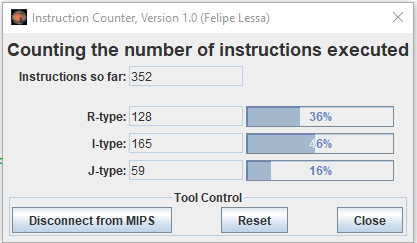 Instruction Counter, Version 1.0 (Felipe Lessa)
Counting the number of instructions executed
Instructions so far: 352
R-type: 128 36%
I-type: 165 46%
J-type: 59 16%
Tool Control
Disconnect from MIPS Reset Close